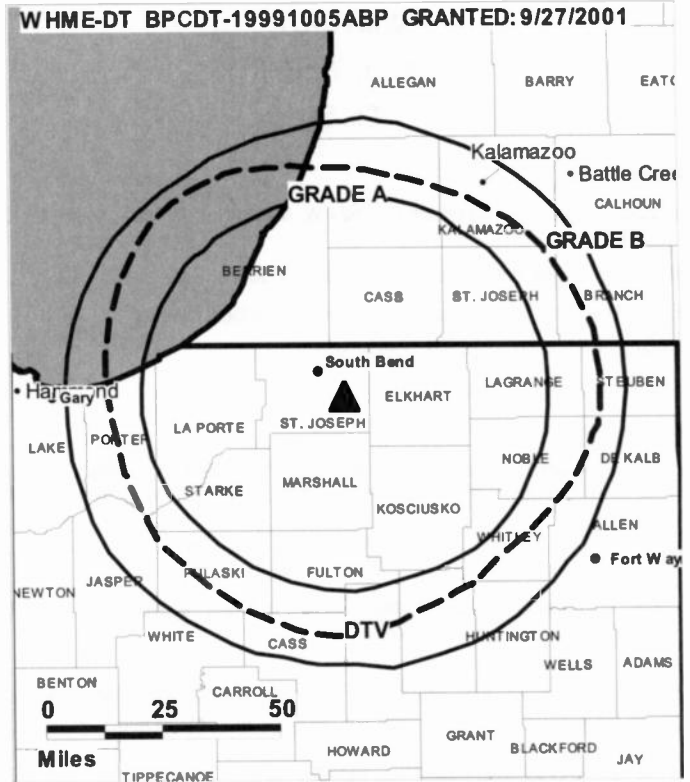 WHME-DT BPCDT-19991005ABP GRANTED: 9/27/2001
ALLEGAN
BARRY
EATO
Kalamazoo
Battle Cree
CALHOUN
GRADE A
KALAMAZOO
GRADE B
BERRIEN
CASS
ST. JOSEPH
BRANCH
South Bend
Hammond
Gary
ELKHART
LAGRANGE
STEUBEN
LA PORTE
ST. JOSEPH
LAKE
PORTER
NOBLE
DE KALB
MARSHALL
STARKE
KOSCIUSKO
ALLEN
WHITLEY
Fort Way
JASPER
PULASKI
FULTON
NEWTON
DTV
WHITE
CASS
HUNTINGTON
WELLS
ADAMS
BENTON
CARROLL
0 25 50
GRANT
BLACKFORD
Miles
HOWARD
JAY
TIPPECANOE